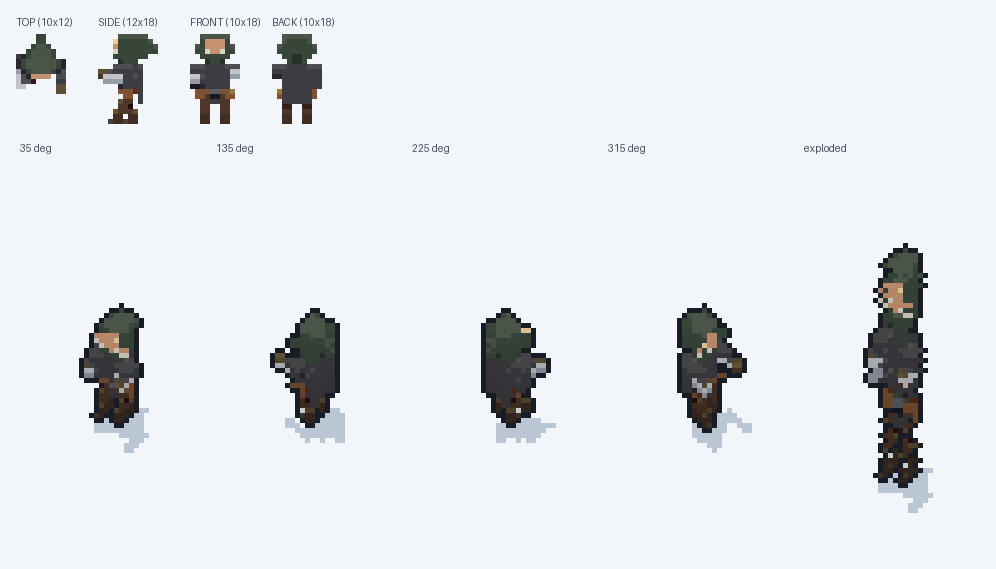 TOP (10x12)
SIDE (12x18)
FRONT (10x18)
BACK (10x18)
35 deg
135 deg
225 deg
315 deg
exploded